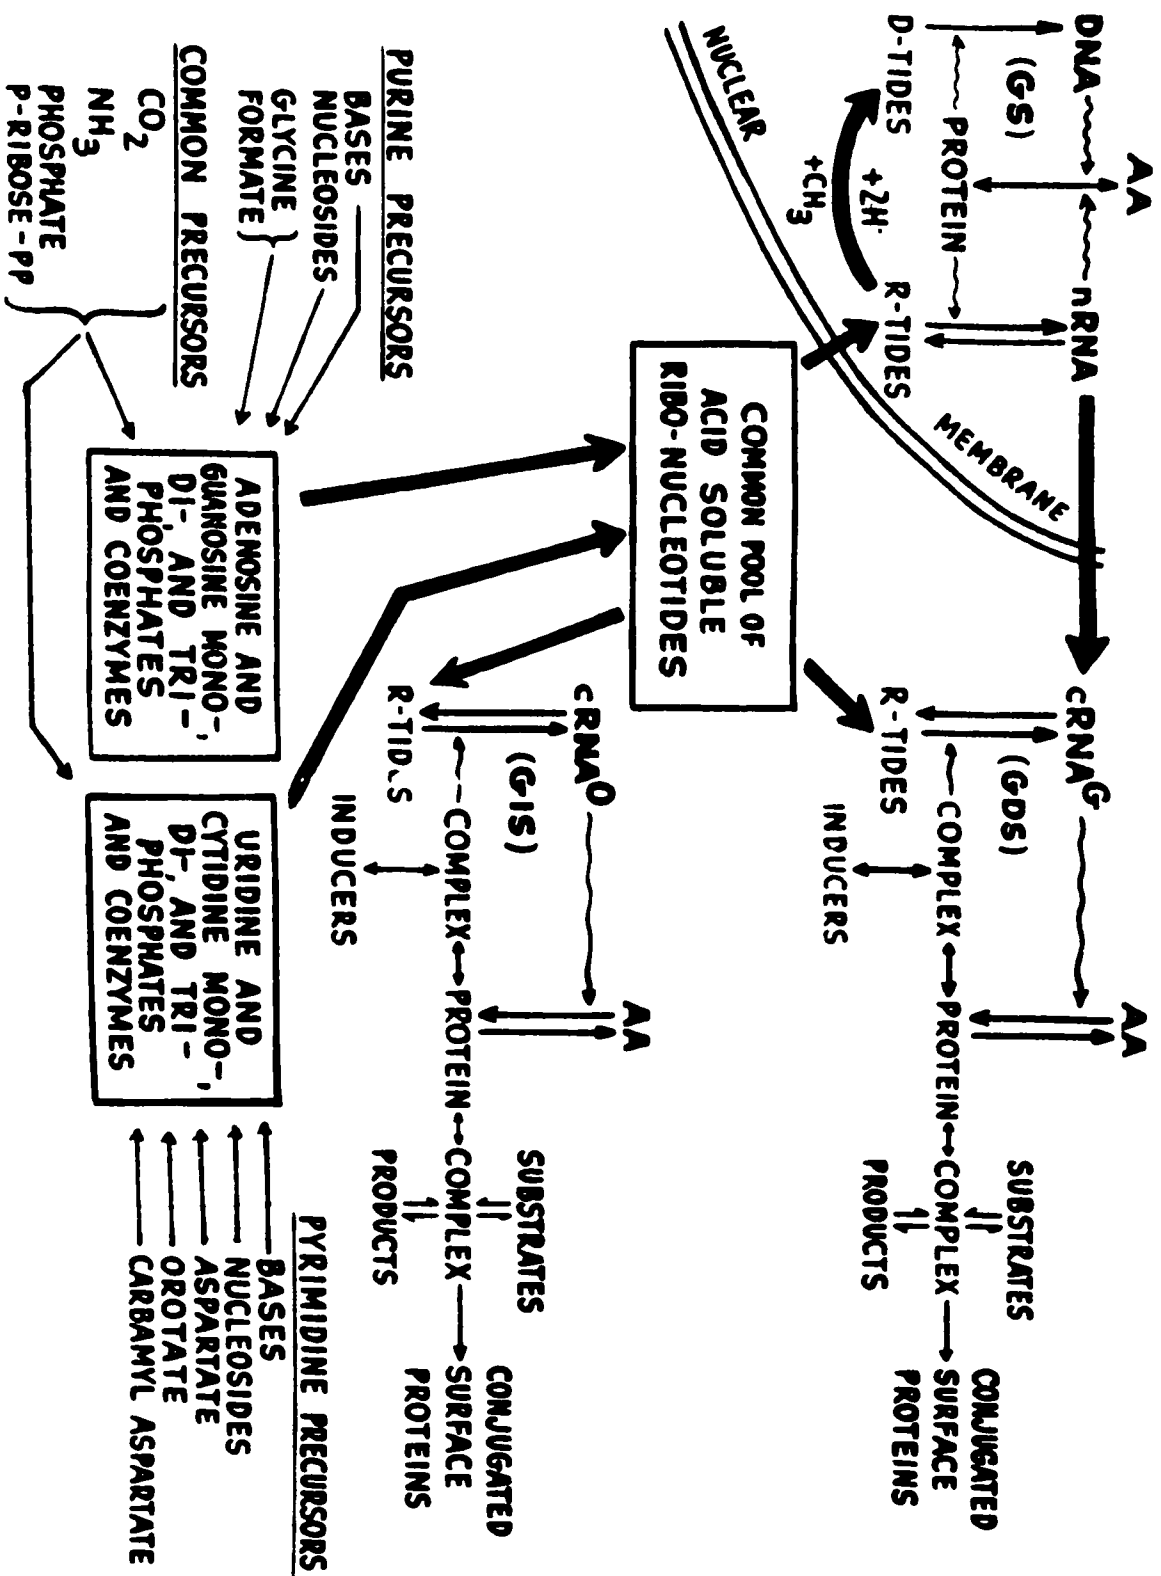 AA
DNA
nRNA
(GS)
PROTEIN
D-TIDES
R-TIDES
+2H·
+CH3
NUCLEAR
MEMBRANE
cRNAG
AA
(GDS)
R-TIDES
COMPLEX
PROTEIN
COMPLEX
INDUCERS
SUBSTRATES
PRODUCTS
CONJUGATED
SURFACE
PROTEINS
COMMON POOL OF
ACID SOLUBLE
RIBO-NUCLEOTIDES
cRNAO
AA
(GIS)
R-TIDES
COMPLEX
PROTEIN
COMPLEX
INDUCERS
SUBSTRATES
PRODUCTS
CONJUGATED
SURFACE
PROTEINS
PURINE PRECURSORS
BASES
NUCLEOSIDES
GLYCINE
FORMATE
COMMON PRECURSORS
CO2
NH3
PHOSPHATE
P-RIBOSE-PP
ADENOSINE AND
GUANOSINE MONO-,
DI-, AND TRI-
PHOSPHATES
AND COENZYMES
URIDINE AND
CYTIDINE MONO-,
DI-, AND TRI-
PHOSPHATES
AND COENZYMES
PYRIMIDINE PRECURSORS
BASES
NUCLEOSIDES
ASPARTATE
OROTATE
CARBAMYL ASPARTATE